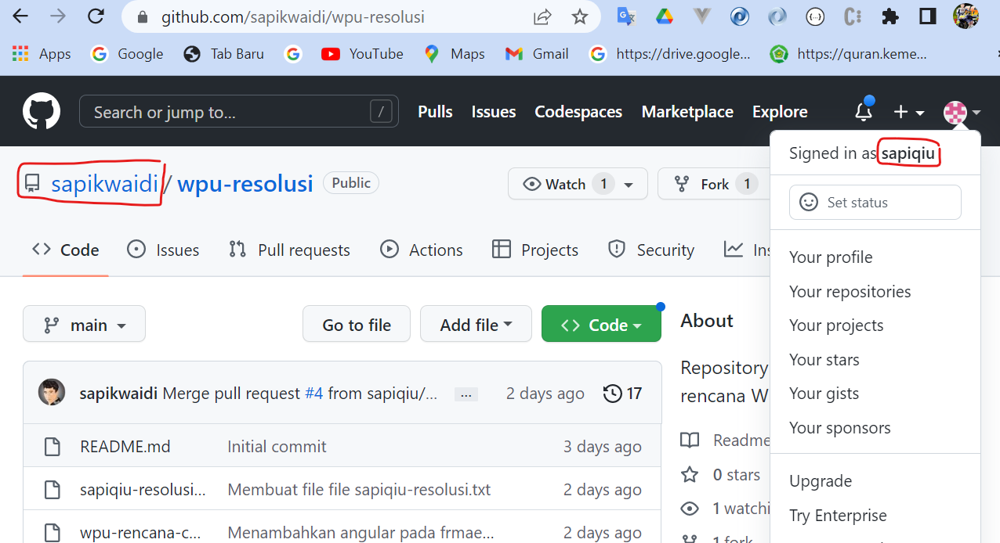 github.com/sapikwaidi/wpu-resolusi
Apps Google Tab Baru YouTube Maps Gmail https://drive.google... https://quran.keme...
Search or jump to... / Pulls Issues Codespaces Marketplace Explore
Signed in as sapiqiu
sapikwaidi / wpu-resolusi Public Watch 1 Fork 1
Set status
Code Issues Pull requests Actions Projects Security Ins
Your profile
Your repositories
Your projects
Your stars
Your gists
Your sponsors
Upgrade
Try Enterprise
main Go to file Add file Code
About
Repository
rencana W
Readme
0 stars
1 watchi
1 fork
sapikwaidi Merge pull request #4 from sapiqiu/... ... 2 days ago 17
README.md Initial commit 3 days ago
sapiqiu-resolusi... Membuat file file sapiqiu-resolusi.txt 2 days ago
wpu-rencana-c... Menambahkan angular pada frmae... 2 days ago